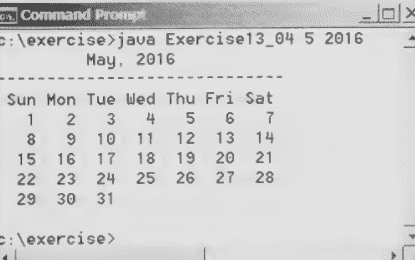 Command Prompt
c:\exercise>java Exercise13_04 5 2016
May, 2016
-------------------------------
Sun Mon Tue Wed Thu Fri Sat
1 2 3 4 5 6 7
8 9 10 11 12 13 14
15 16 17 18 19 20 21
22 23 24 25 26 27 28
29 30 31
c:\exercise>